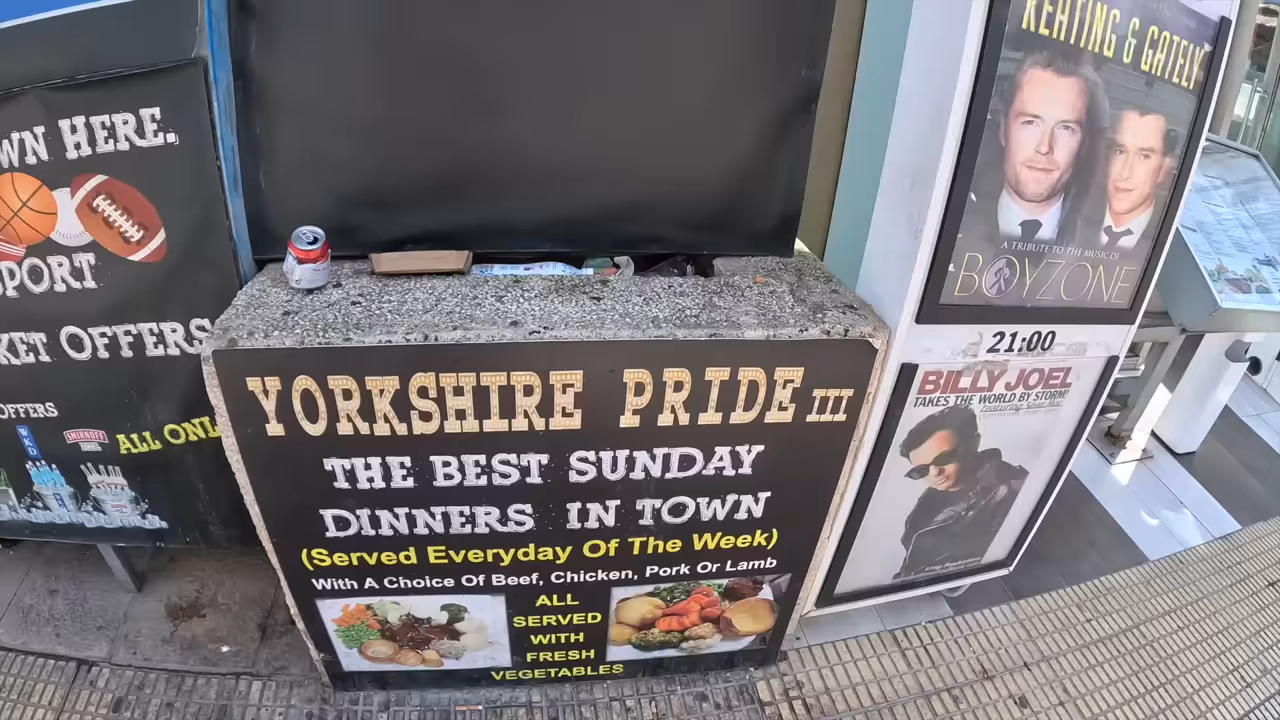 WN HERE.
PORT
KET OFFERS
OFFERS
WKD
SMIRNOFF
ALL ONL
YORKSHIRE PRIDE III
THE BEST SUNDAY
DINNERS IN TOWN
(Served Everyday Of The Week)
With A Choice Of Beef, Chicken, Pork Or Lamb
ALL
SERVED
WITH
FRESH
VEGETABLES
KEATING & GATELY
A TRIBUTE TO THE MUSIC OF
BOYZONE
21:00
BILLY JOEL
TAKES THE WORLD BY STORM!